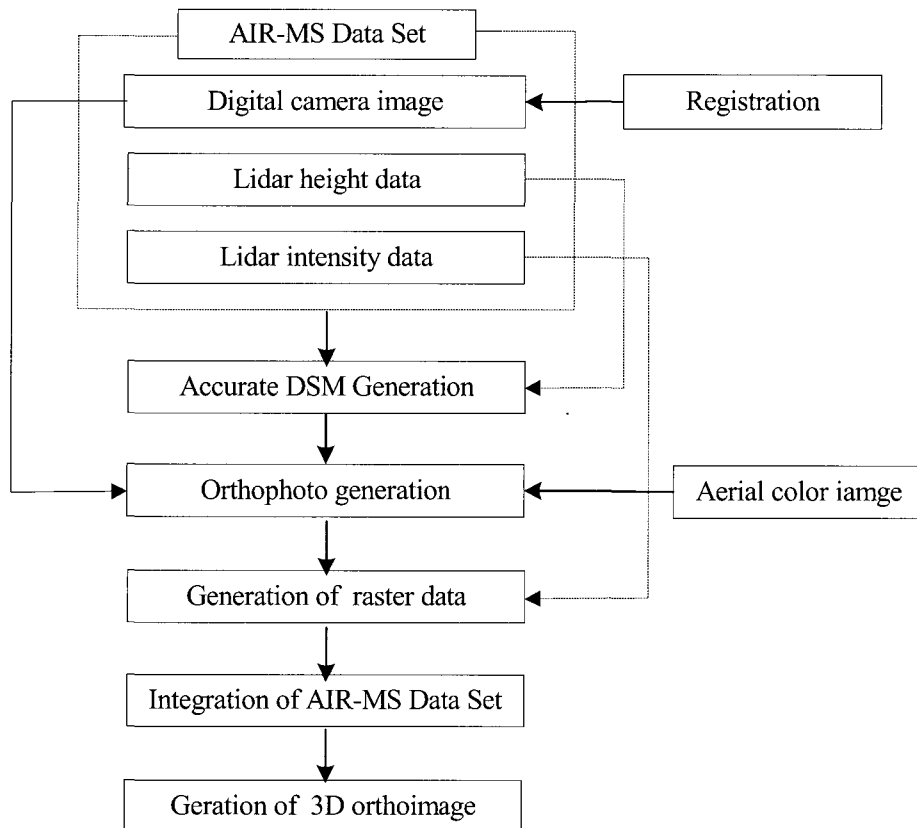 AIR-MS Data Set
Digital camera image
Registration
Lidar height data
Lidar intensity data
Accurate DSM Generation
Orthophoto generation
Aerial color iamge
Generation of raster data
Integration of AIR-MS Data Set
Geration of 3D orthoimage